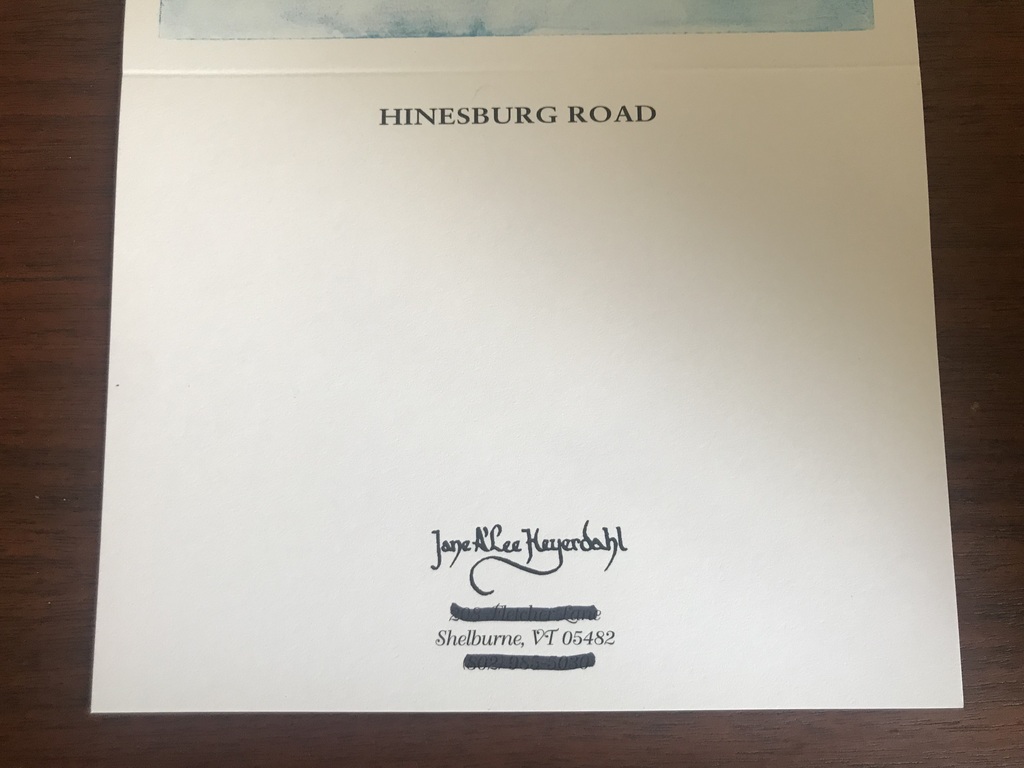 HINESBURG ROAD
Jane A'Lee Heyerdahl
Shelburne, VT 05482